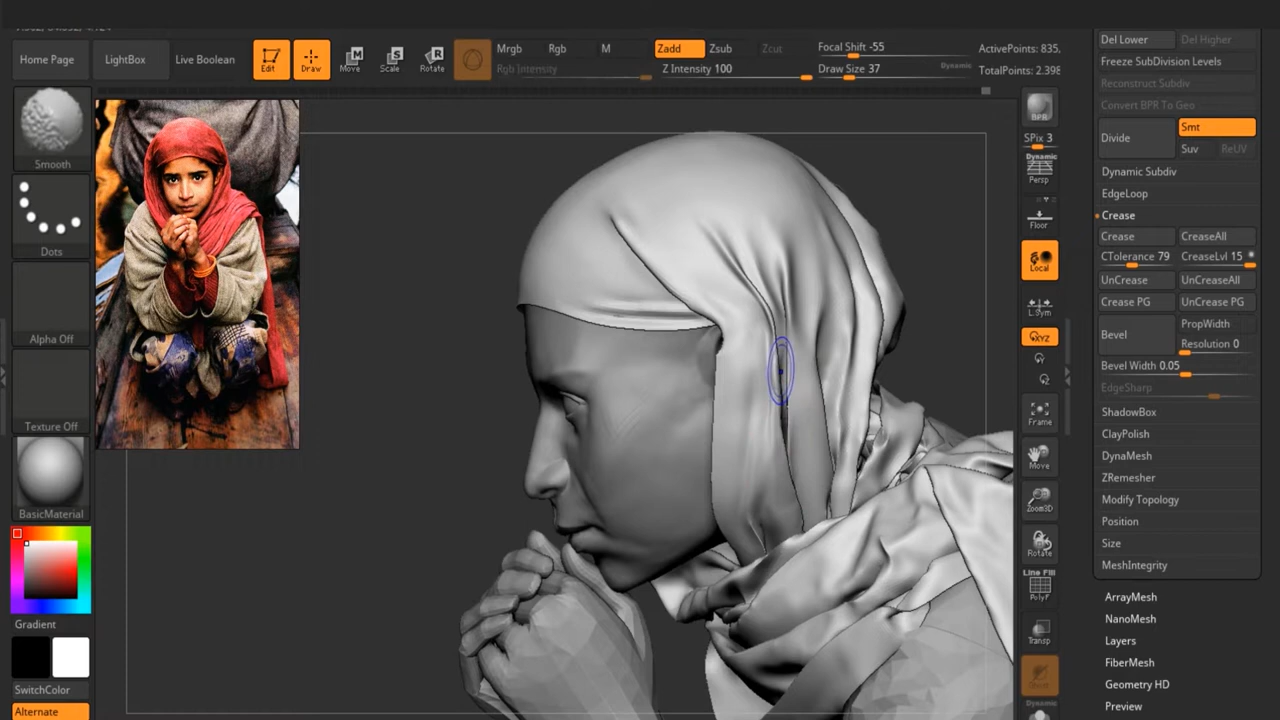 Home Page
LightBox
Live Boolean
Edit
Draw
Move
Scale
Rotate
Mrgb
Rgb
M
Rgb Intensity
Zadd
Zsub
Zcut
Z Intensity 100
Focal Shift -55
Draw Size 37
Dynamic
ActivePoints: 835,
TotalPoints: 2.398
Smooth
Dots
Alpha Off
Texture Off
BasicMaterial
Gradient
SwitchColor
Alternate
BPR
SPix 3
Dynamic
Persp
Floor
Local
L.Sym
XYZ
Frame
Move
Zoom3D
Rotate
Line Fill
PolyF
Transp
Dynamic
Del Lower
Del Higher
Freeze SubDivision Levels
Reconstruct Subdiv
Convert BPR To Geo
Divide
Smt
Suv
ReUV
Dynamic Subdiv
EdgeLoop
Crease
Crease
CreaseAll
CTolerance 79
CreaseLvl 15
UnCrease
UnCreaseAll
Crease PG
UnCrease PG
Bevel
PropWidth
Resolution 0
Bevel Width 0.05
EdgeSharp
ShadowBox
ClayPolish
DynaMesh
ZRemesher
Modify Topology
Position
Size
MeshIntegrity
ArrayMesh
NanoMesh
Layers
FiberMesh
Geometry HD
Preview